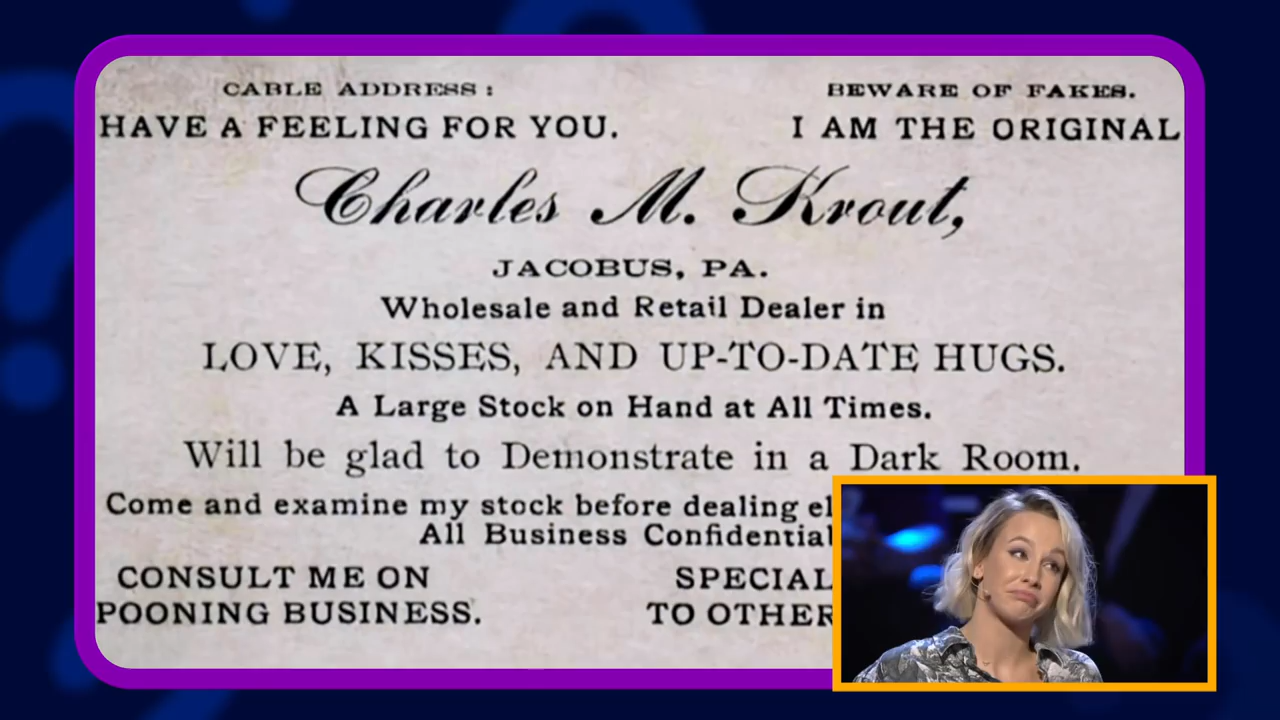 CABLE ADDRESS:
HAVE A FEELING FOR YOU.
BEWARE OF FAKES.
I AM THE ORIGINAL
Charles M. Krout,
JACOBUS, PA.
Wholesale and Retail Dealer in
LOVE, KISSES, AND UP-TO-DATE HUGS.
A Large Stock on Hand at All Times.
Will be glad to Demonstrate in a Dark Room.
Come and examine my stock before dealing el
All Business Confidential
CONSULT ME ON
POONING BUSINESS.
SPECIAL
TO OTHER